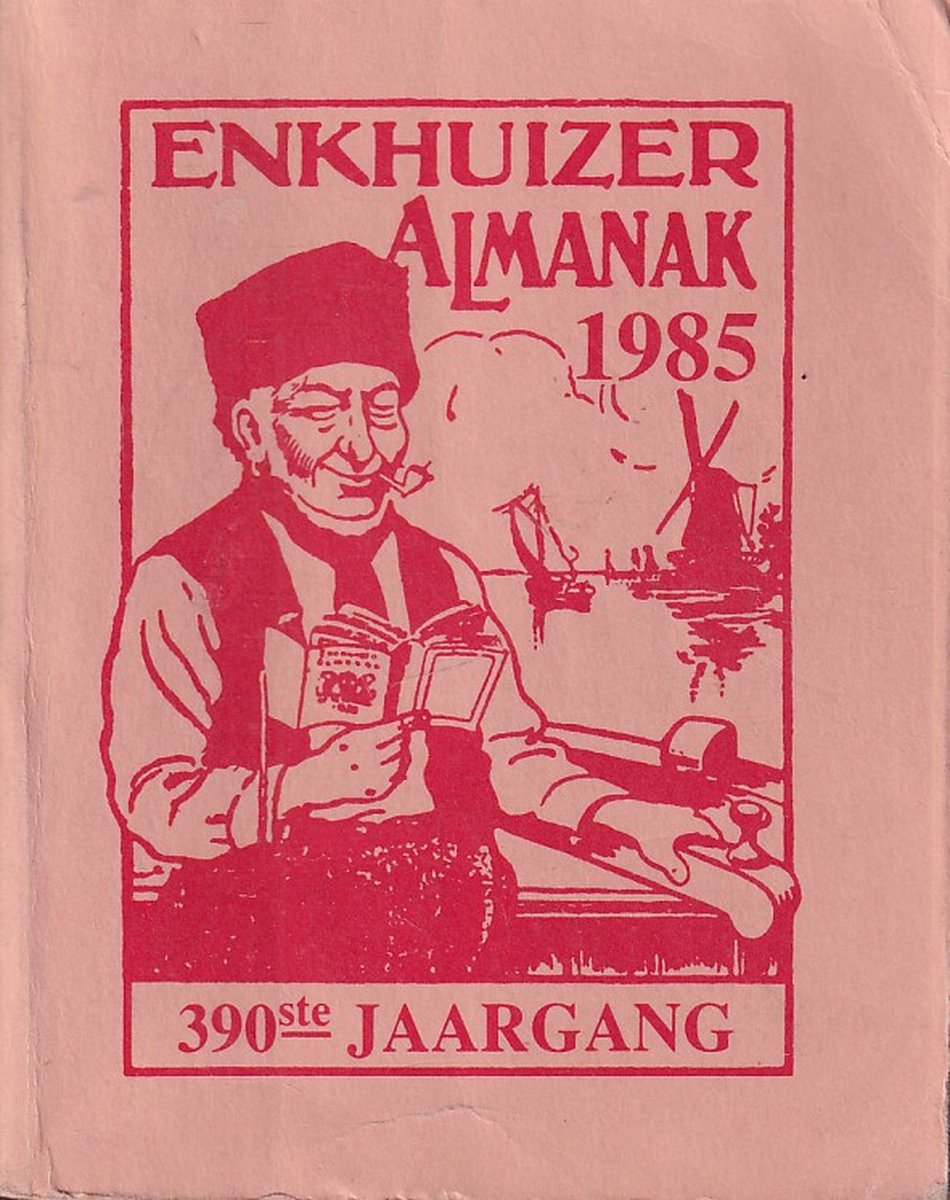 ENKHUIZER
ALMANAK
1985
390ste JAARGANG